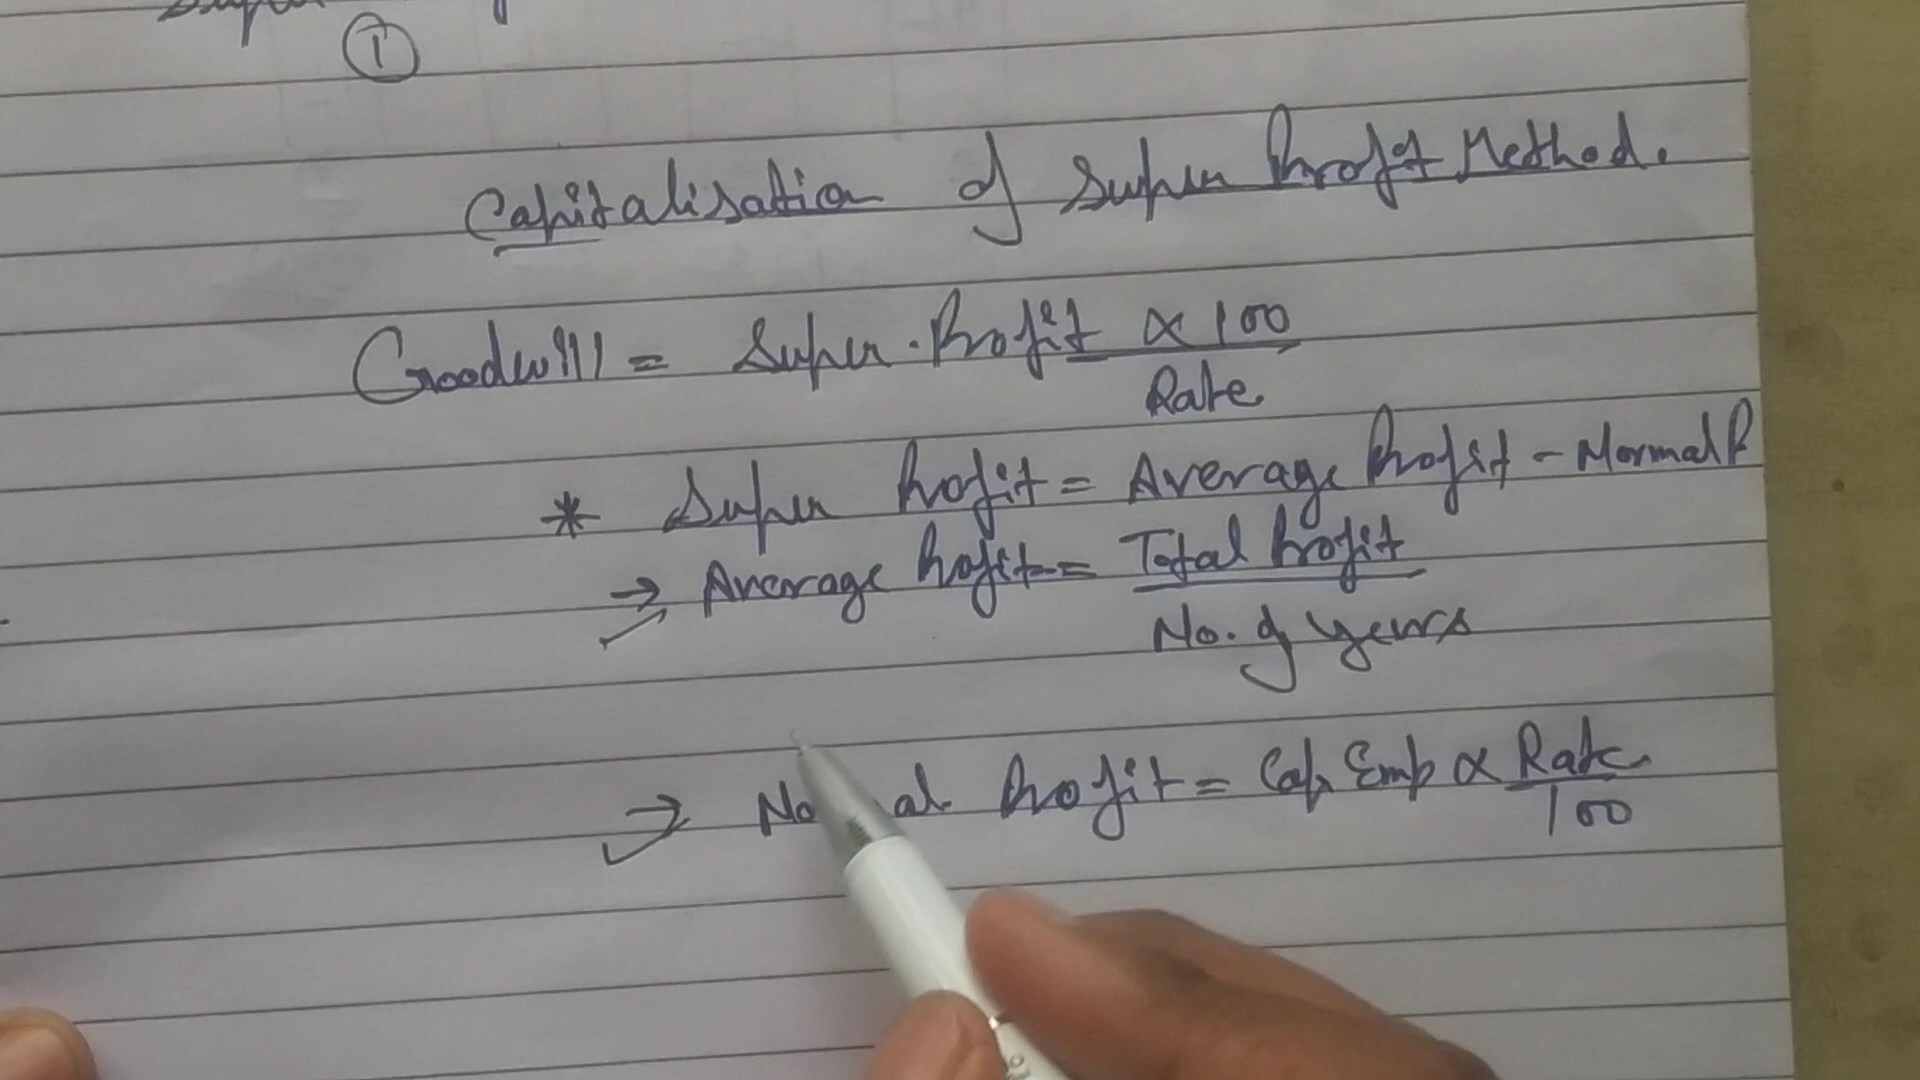 ①
Capitalisation of Super Profit Method.
Goodwill = Super Profit × 100
Rate
* Super Profit = Average Profit - Normal P
→ Average Profit = Total Profit
No. of years
→ Normal Profit = Cap Emp × Rate
100